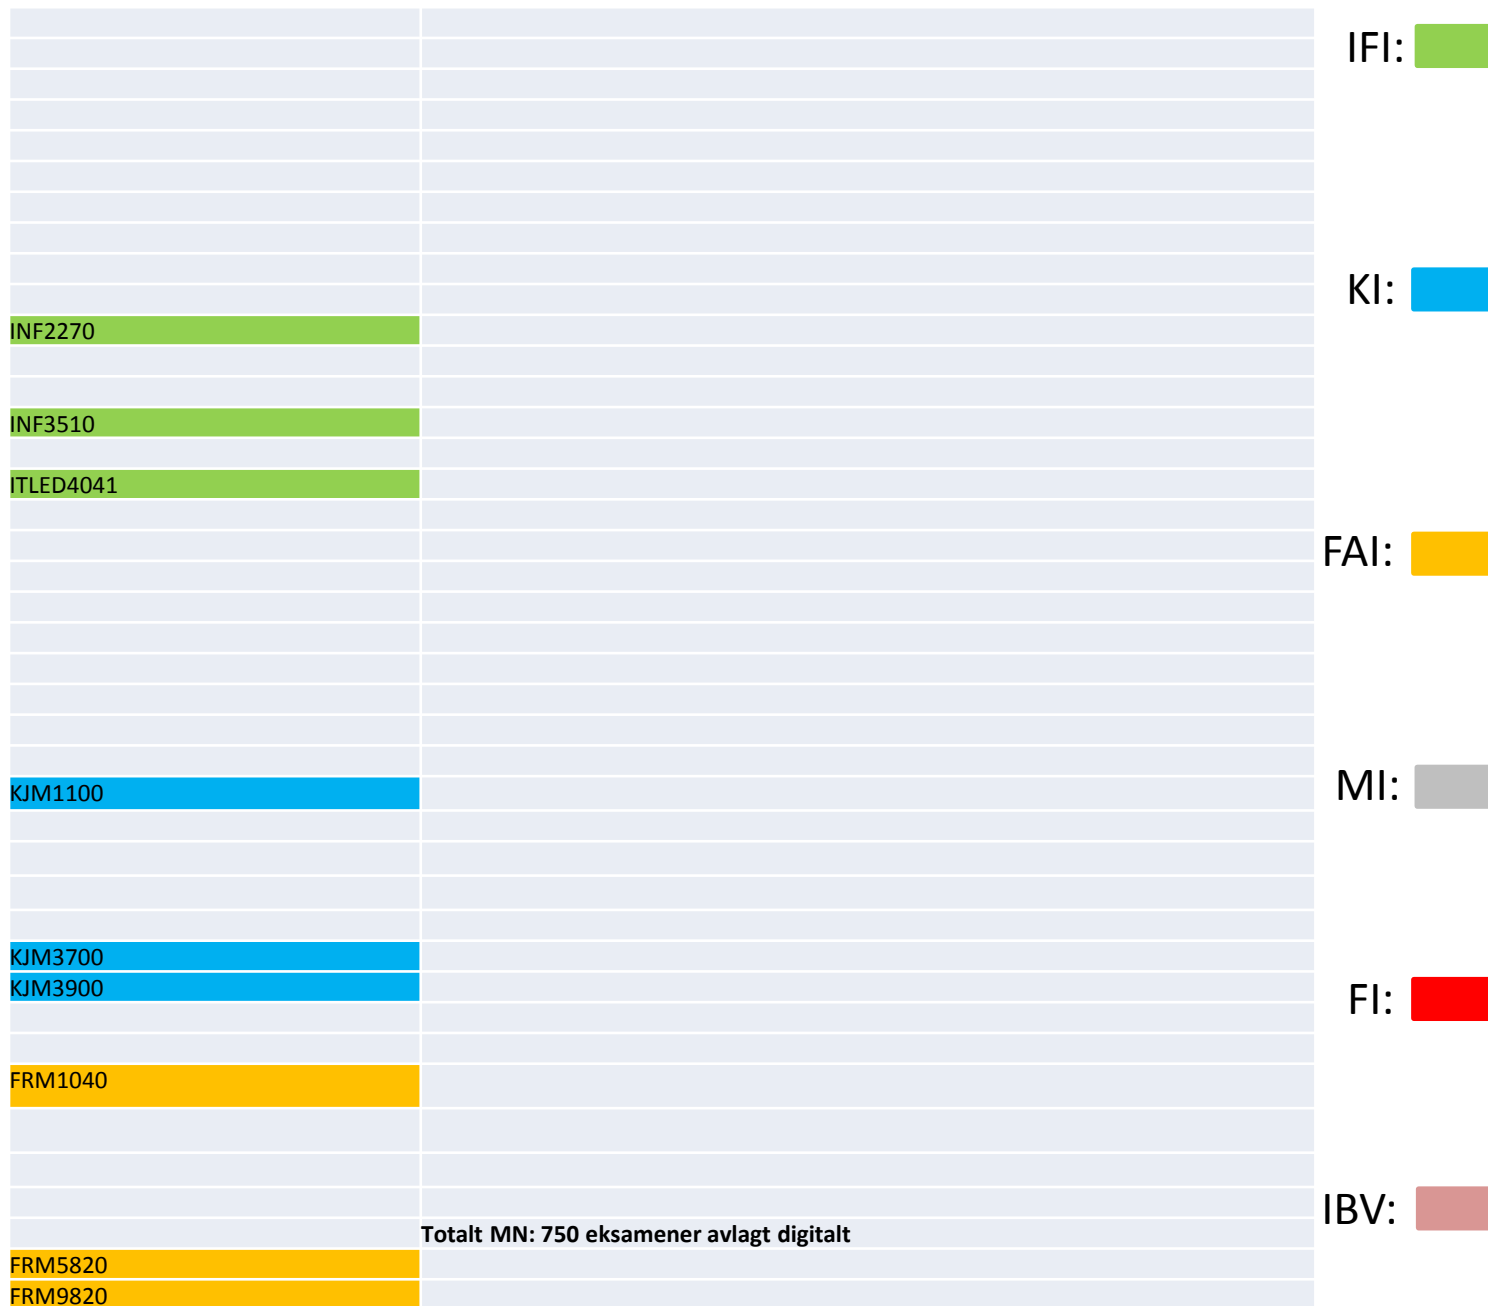 IFI:
KI:
INF2270
INF3510
ITLED4041
FAI:
KJM1100
MI:
KJM3700
KJM3900
FI:
FRM1040
IBV:
Totalt MN: 750 eksamener avlagt digitalt
FRM5820
FRM9820